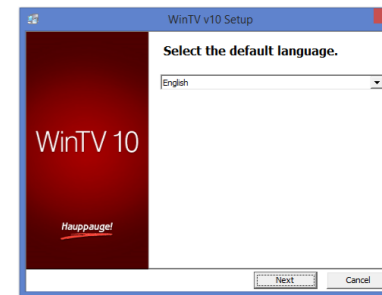 WinTV v10 Setup
Select the default language.
English
WinTV 10
Hauppauge!
Next
Cancel